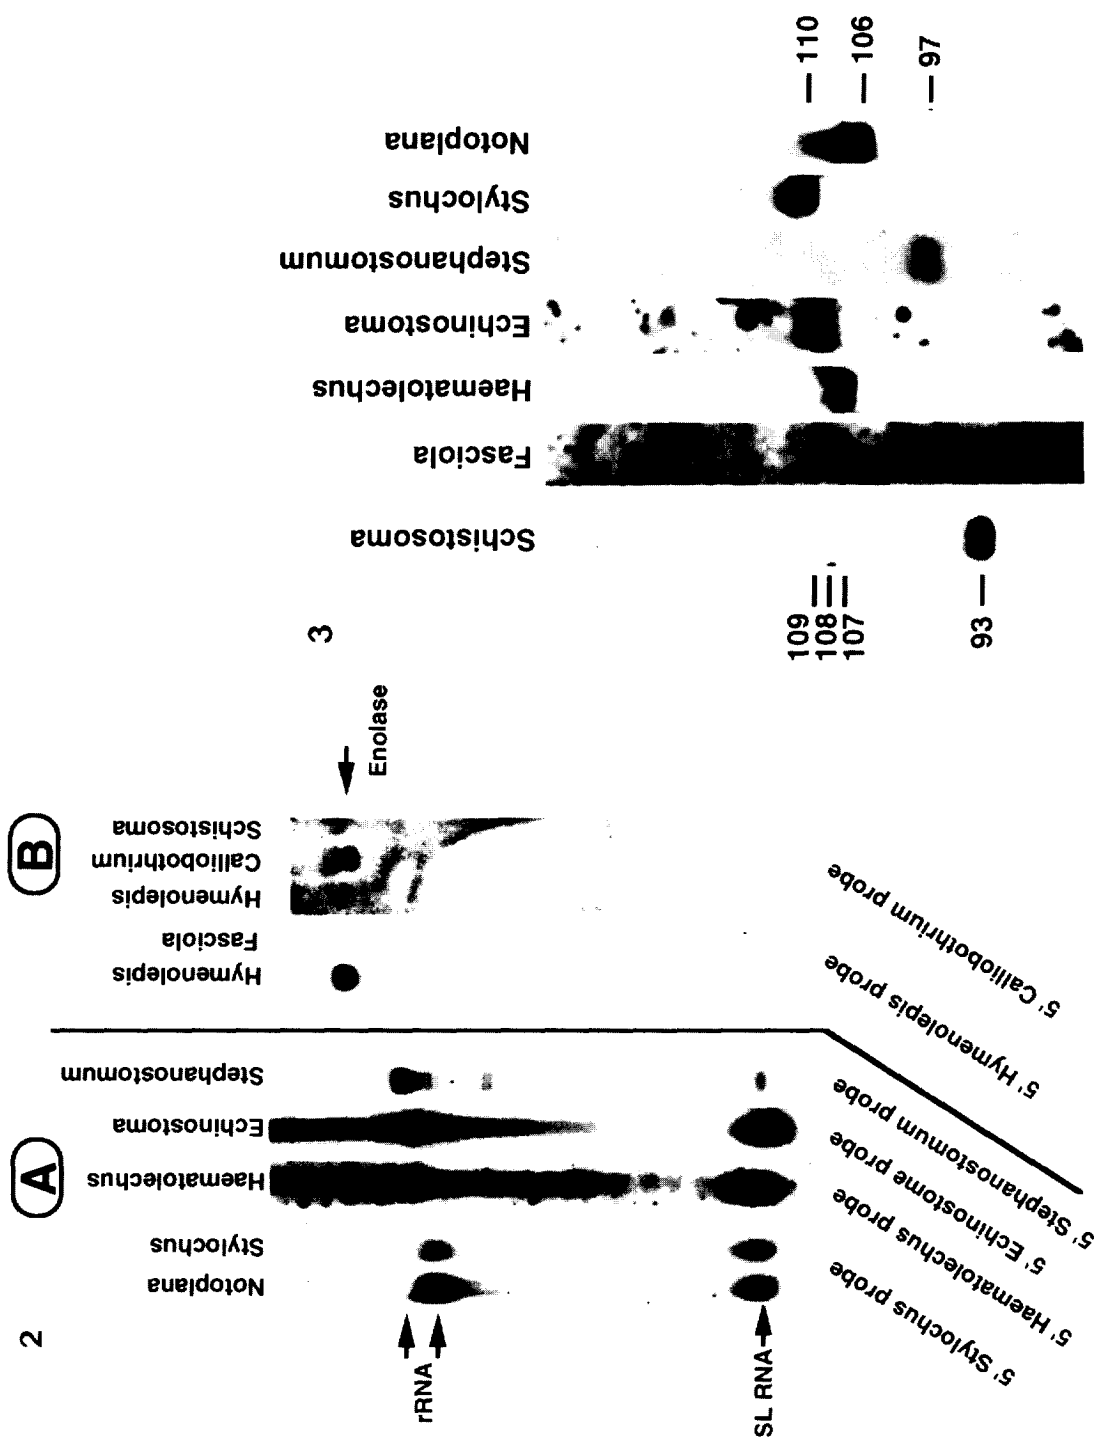 2
A
Notoplana
Stylochus
Haematolechus
Echinostoma
Stephanostomum
rRNA
SL RNA
5' Stylochus probe
5' Haematolechus probe
5' Echinostome probe
5' Stephanostomum probe
B
Hymenolepis
Fasciola
Hymenolepis
Calliobothrium
Schistosoma
Enolase
5' Hymenolepis probe
5' Calliobothrium probe
3
Schistosoma
Fasciola
Haematolechus
Echinostoma
Stephanostomum
Stylochus
Notoplana
109
108
107
93
110
106
97